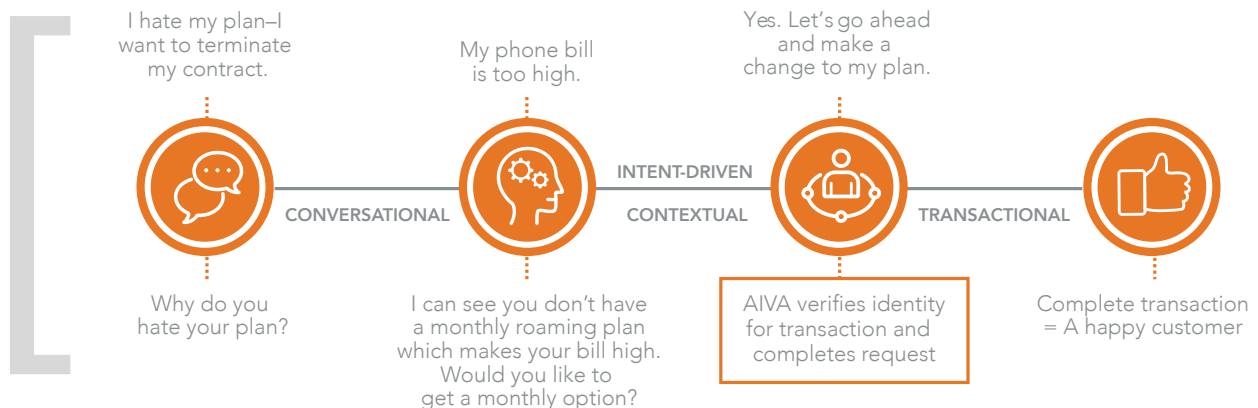 I hate my plan–I
want to terminate
my contract.
My phone bill
is too high.
Yes. Let's go ahead
and make a
change to my plan.
CONVERSATIONAL
INTENT-DRIVEN
CONTEXTUAL
TRANSACTIONAL
Why do you
hate your plan?
I can see you don't have
a monthly roaming plan
which makes your bill high.
Would you like to
get a monthly option?
AIVA verifies identity
for transaction and
completes request
Complete transaction
= A happy customer